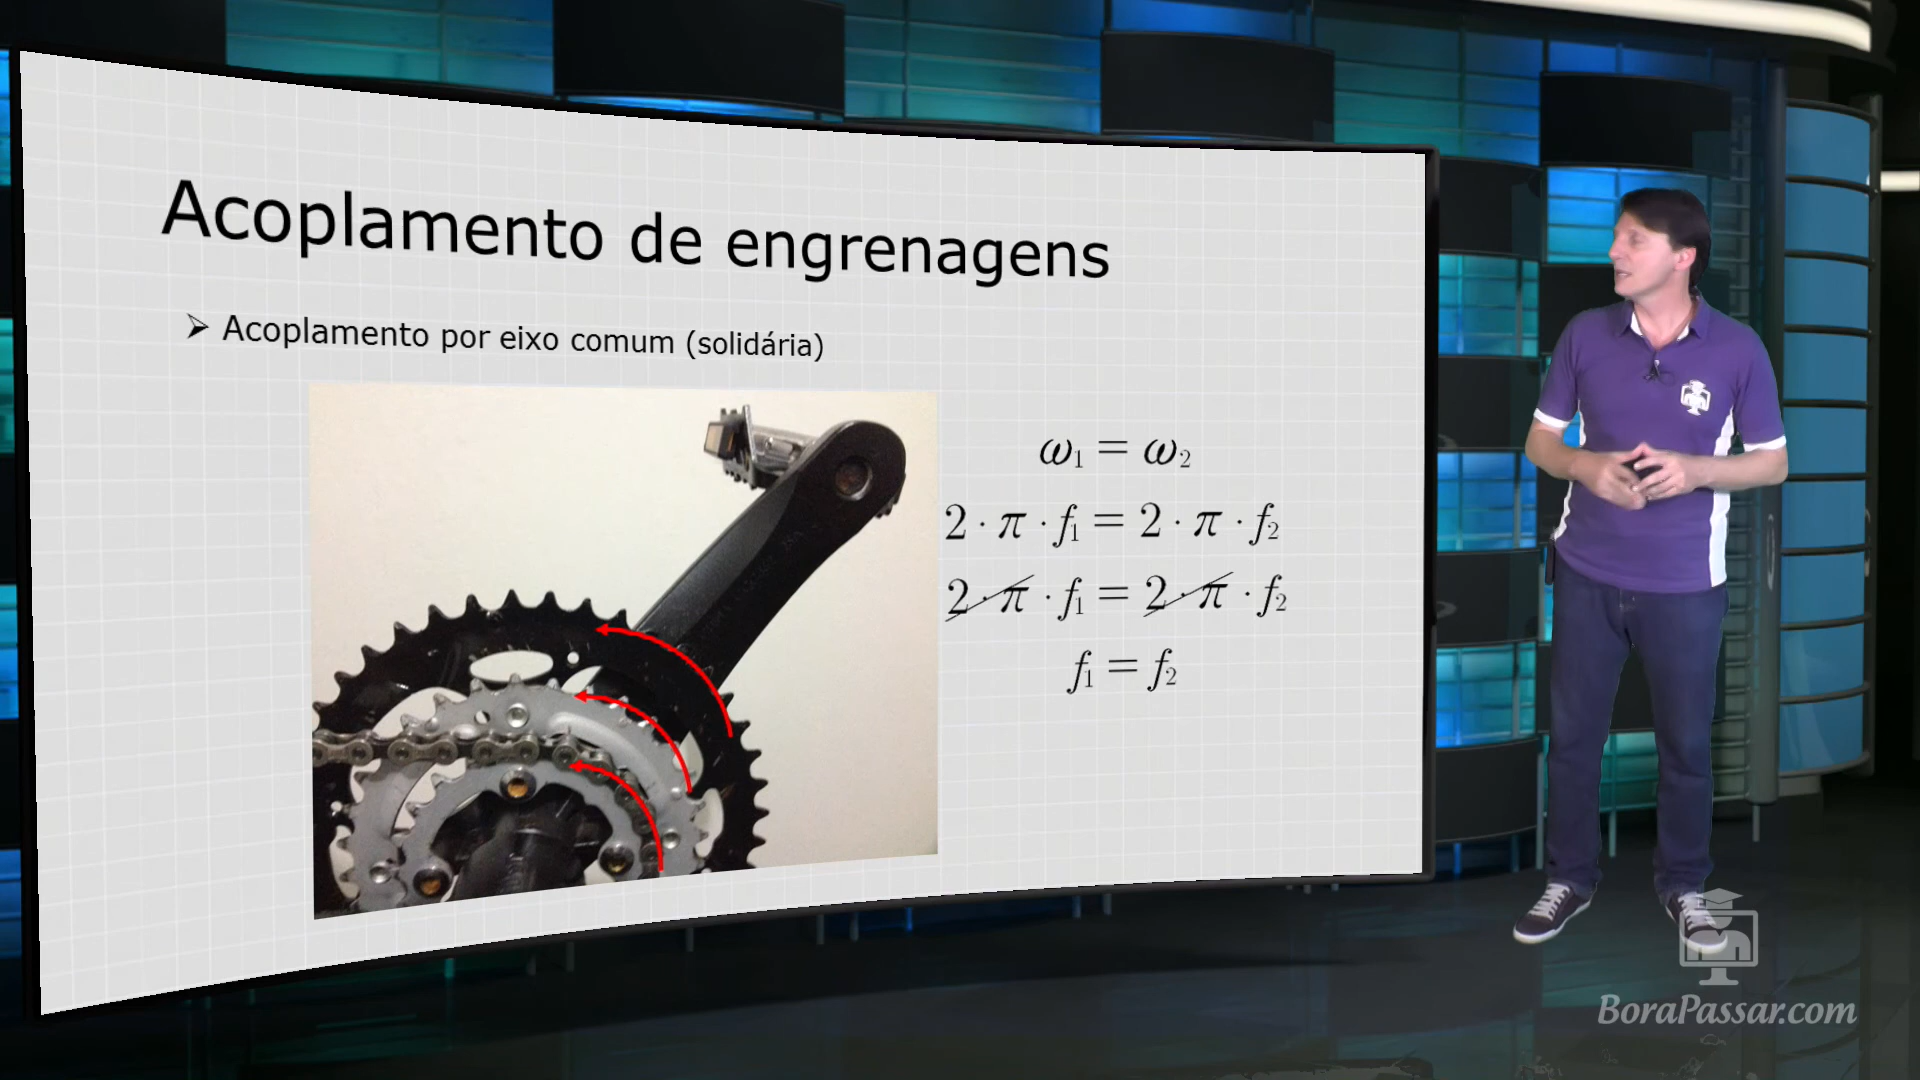 Acoplamento de engrenagens
➢ Acoplamento por eixo comum (solidária)
ω₁ = ω₂
2 · π · f₁ = 2 · π · f₂
2 · π · f₁ = 2 · π · f₂
f₁ = f₂
BoraPassar.com